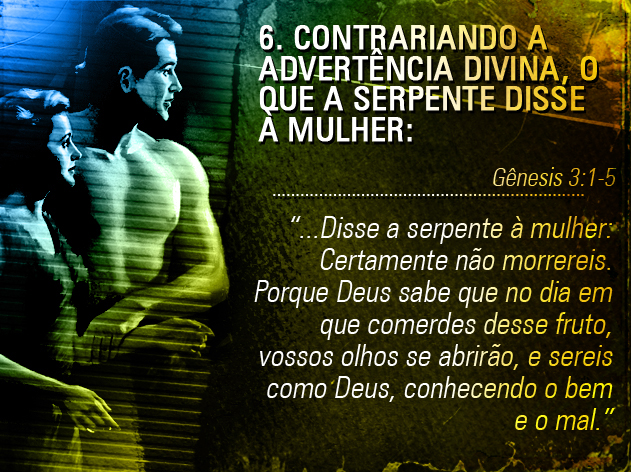 6. CONTRARIANDO A
ADVERTÊNCIA DIVINA, O
QUE A SERPENTE DISSE
À MULHER:
Gênesis 3:1-5
“...Disse a serpente à mulher:
Certamente não morrereis.
Porque Deus sabe que no dia em
que comerdes desse fruto,
vossos olhos se abrirão, e sereis
como Deus, conhecendo o bem
e o mal.”